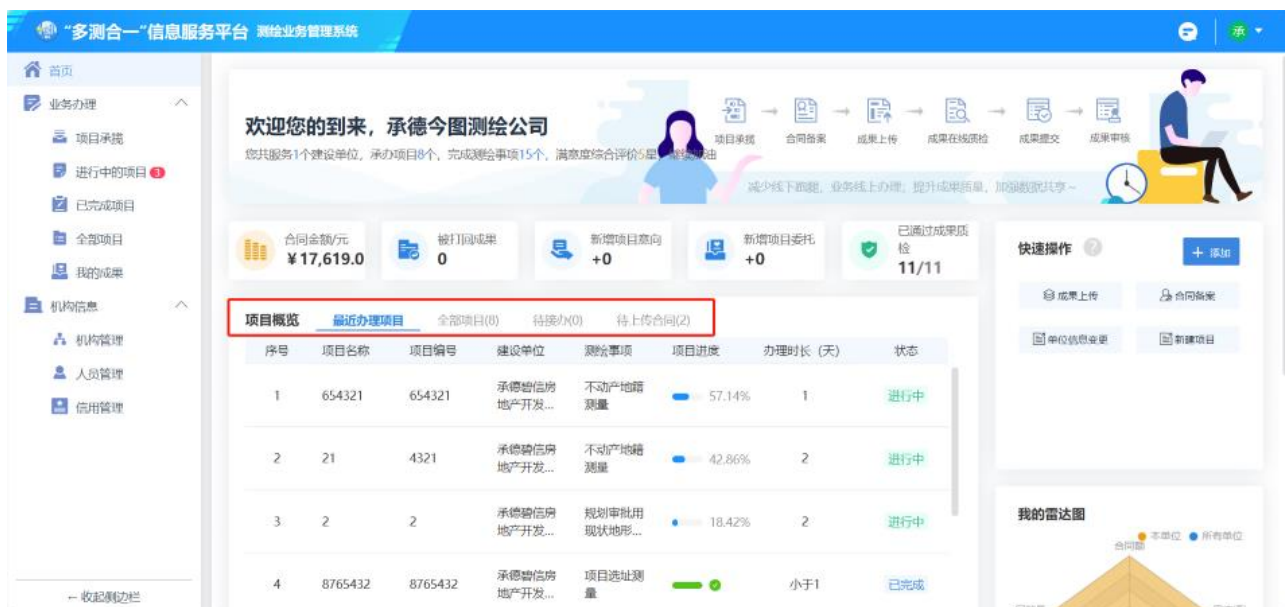 “多测合一”信息服务平台 测绘业务管理系统
承
首页
业务办理
项目承揽
进行中的项目 3
已完成项目
全部项目
我的成果
机构信息
机构管理
人员管理
信用管理
← 收起侧边栏
欢迎您的到来，承德今图测绘公司
您共服务1个建设单位，承办项目8个，完成测绘事项15个，满意度综合评价5星
项目承揽 → 合同备案 → 成果上传 → 成果在线质检 → 成果提交 → 成果审核
减少线下跑腿，业务线上办理，提升成果质量，加强数据共享~
合同金额/元
¥17,619.0
被打回成果
0
新增项目意向
+0
新增项目委托
+0
已通过成果质
检
11/11
快速操作
+ 添加
成果上传
合同备案
单位信息变更
新建项目
项目概览 最近办理项目 全部项目(8) 待接办(0) 待上传合同(2)
序号 项目名称 项目编号 建设单位 测绘事项 项目进度 办理时长（天） 状态
1 654321 654321 承德碧信房地产开发... 不动产地籍测量 57.14% 1 进行中
2 21 4321 承德碧信房地产开发... 不动产地籍测量 42.86% 2 进行中
3 2 2 承德碧信房地产开发... 规划审批用现状地形... 18.42% 2 进行中
4 8765432 8765432 承德碧信房地产开发... 项目选址测量 小于1 已完成
我的雷达图
本单位 所有单位
合同额